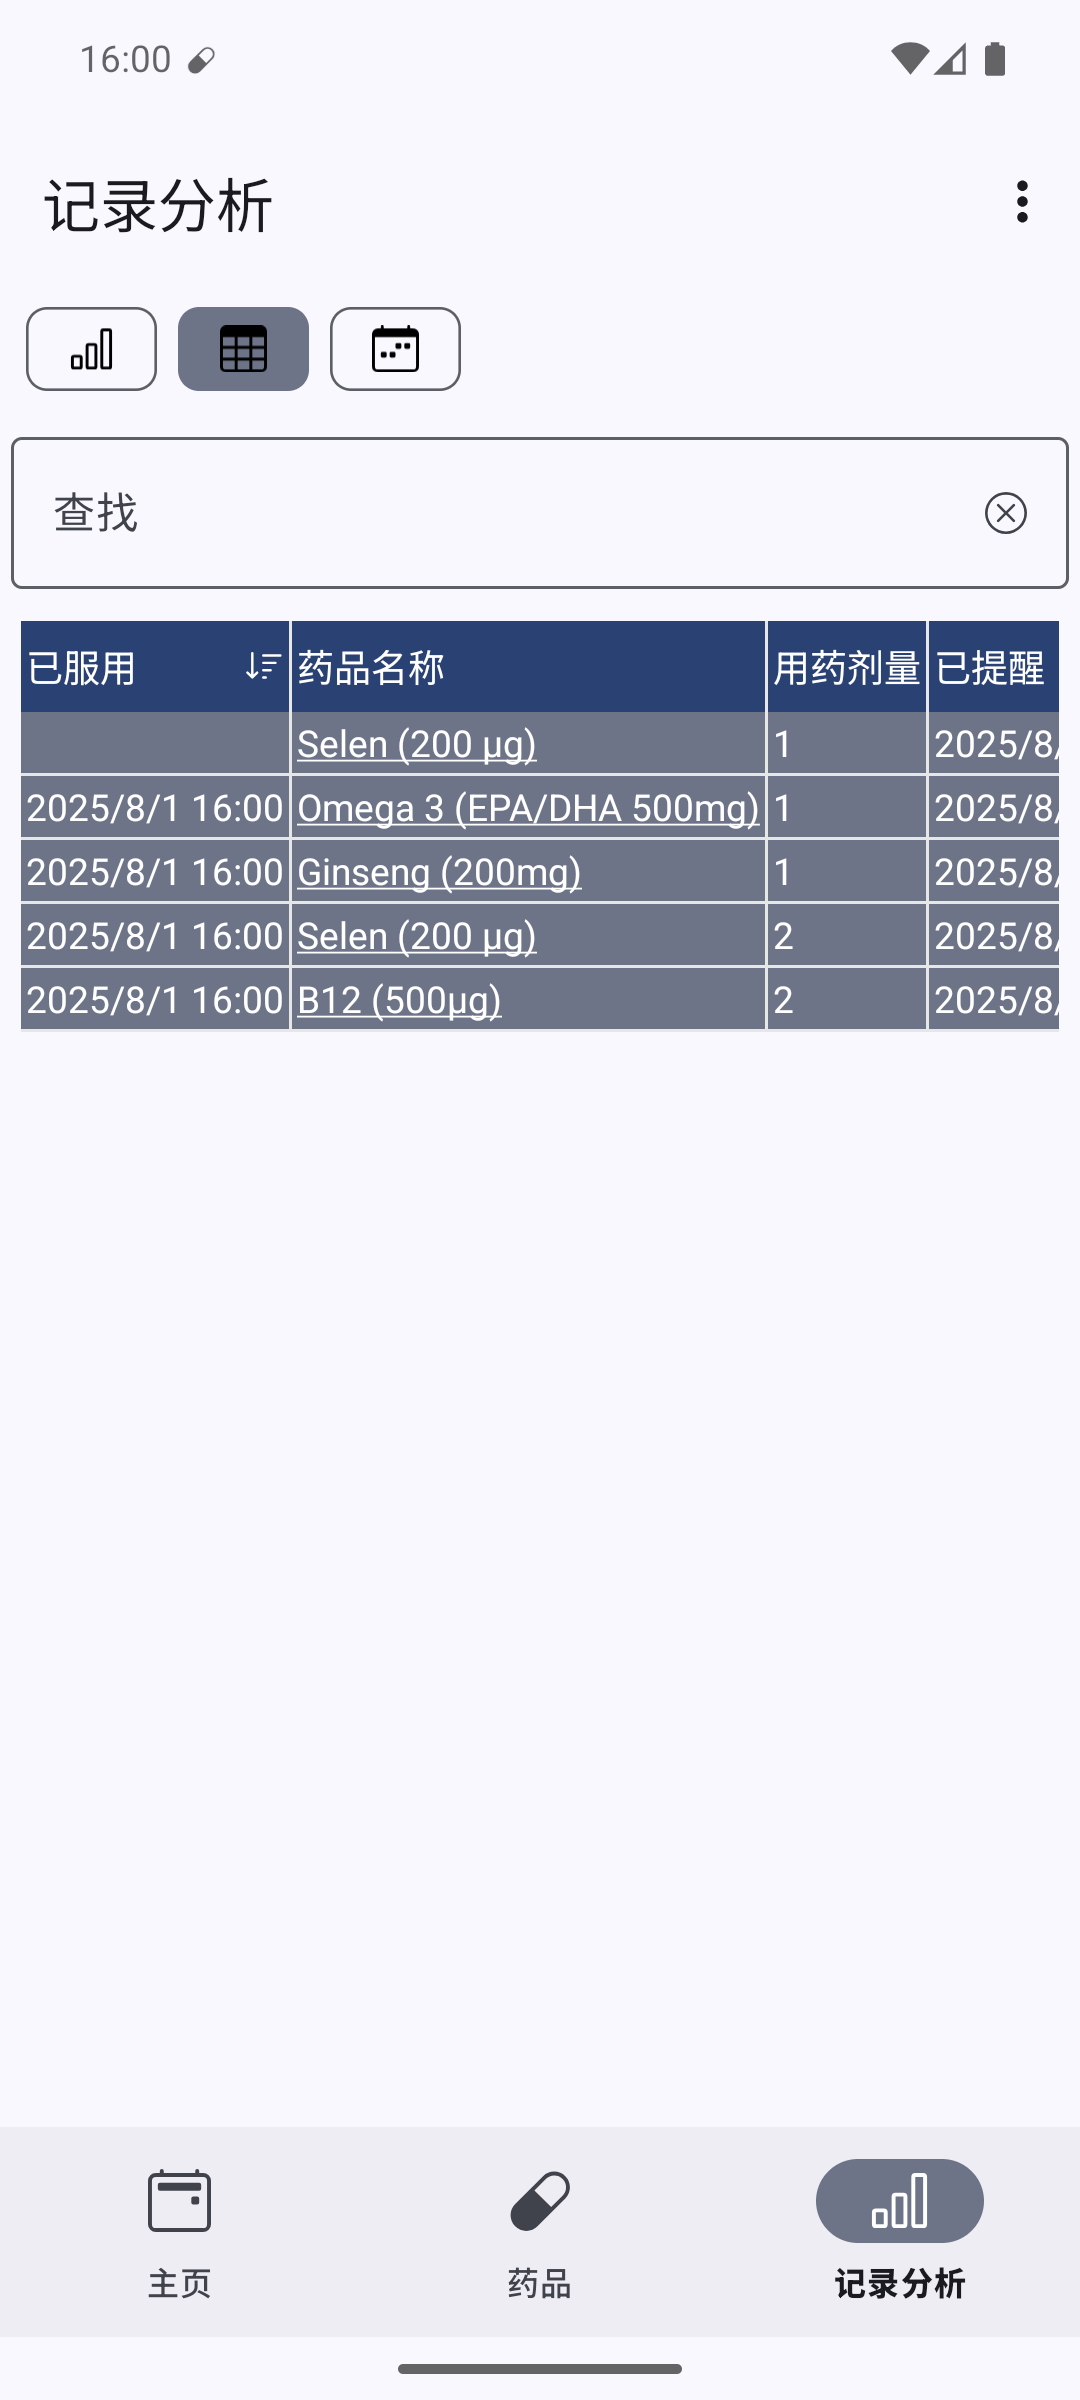 16:00
记录分析
查找
已服用 药品名称 用药剂量 已提醒
Selen (200 µg) 1 2025/8/
2025/8/1 16:00 Omega 3 (EPA/DHA 500mg) 1 2025/8/
2025/8/1 16:00 Ginseng (200mg) 1 2025/8/
2025/8/1 16:00 Selen (200 µg) 2 2025/8/
2025/8/1 16:00 B12 (500µg) 2 2025/8/
主页 药品 记录分析